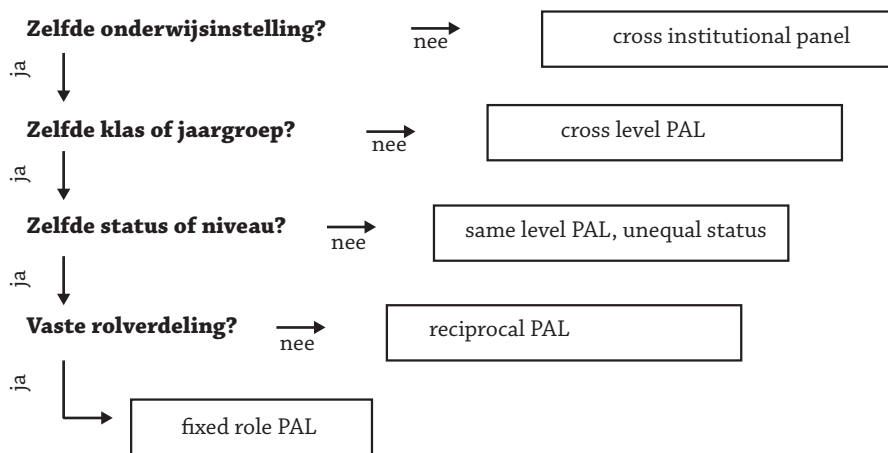 Zelfde onderwijsinstelling?
nee
cross institutional panel
ja
Zelfde klas of jaargroep?
nee
cross level PAL
ja
Zelfde status of niveau?
nee
same level PAL, unequal status
ja
Vaste rolverdeling?
nee
reciprocal PAL
ja
fixed role PAL